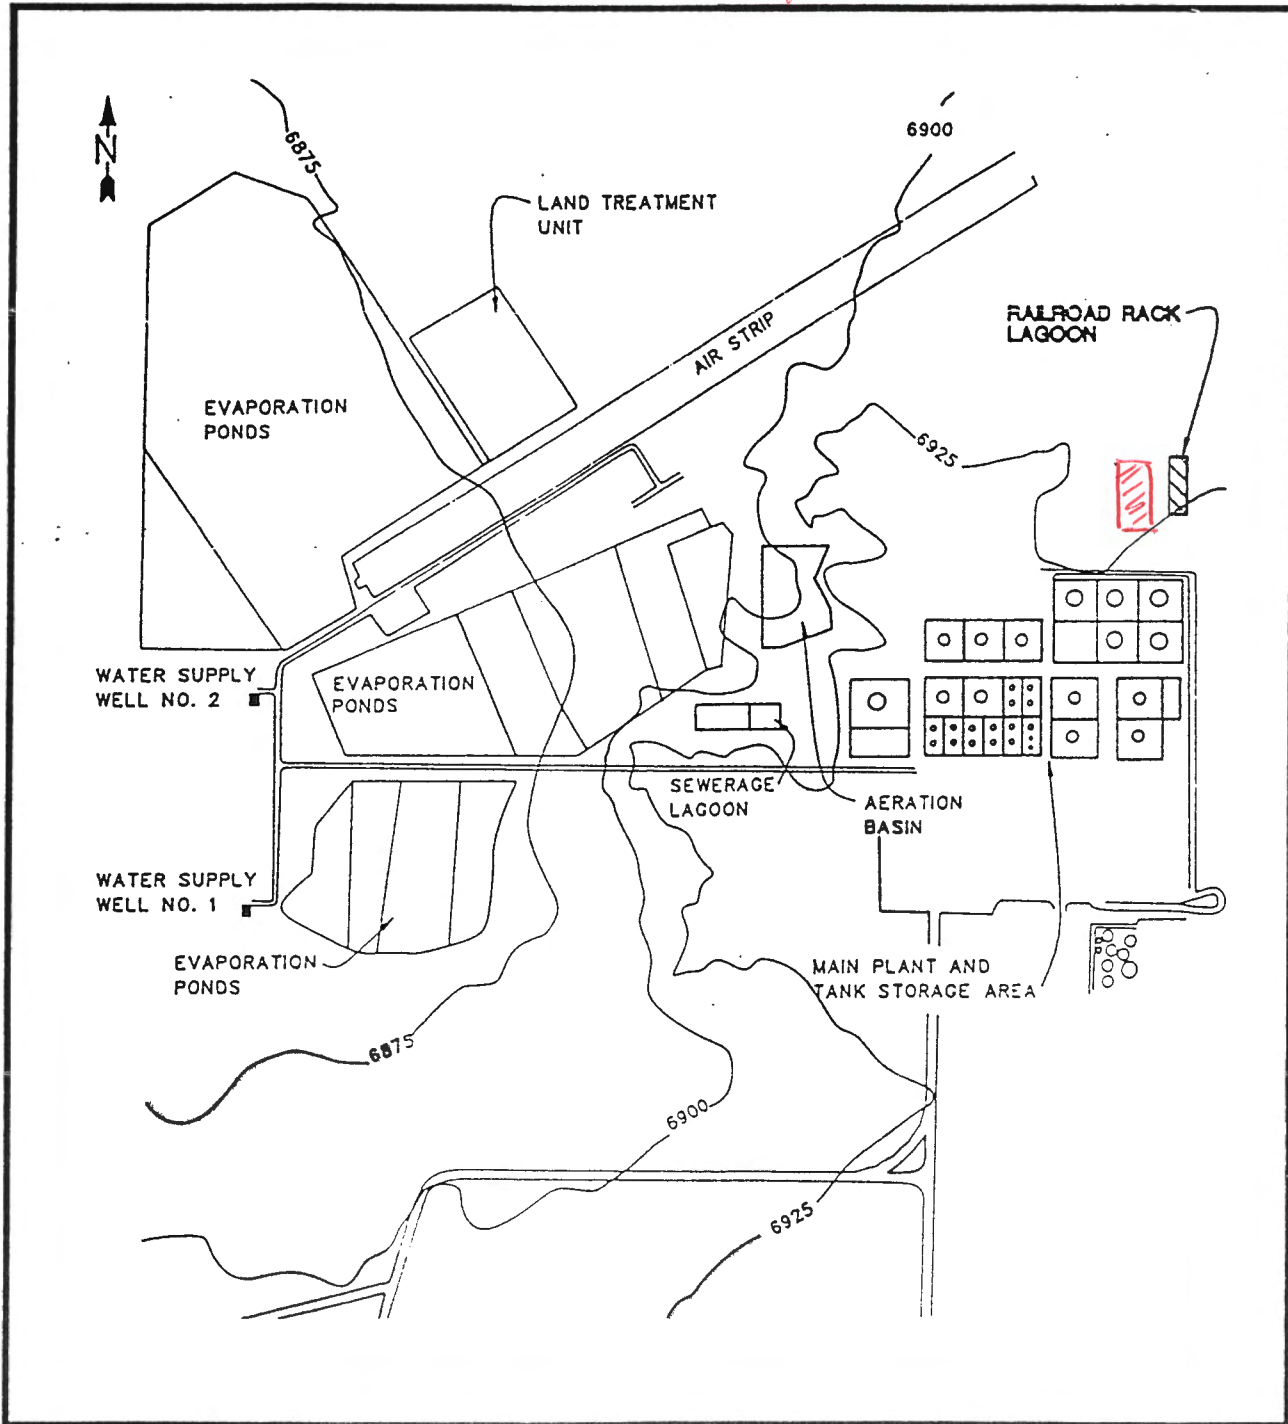 N
6875
6900
LAND TREATMENT
UNIT
RAILROAD RACK
LAGOON
AIR STRIP
EVAPORATION
PONDS
6925
WATER SUPPLY
WELL NO. 2
EVAPORATION
PONDS
SEWERAGE
LAGOON
AERATION
BASIN
WATER SUPPLY
WELL NO. 1
EVAPORATION
PONDS
MAIN PLANT AND
TANK STORAGE AREA
6875
6900
6925